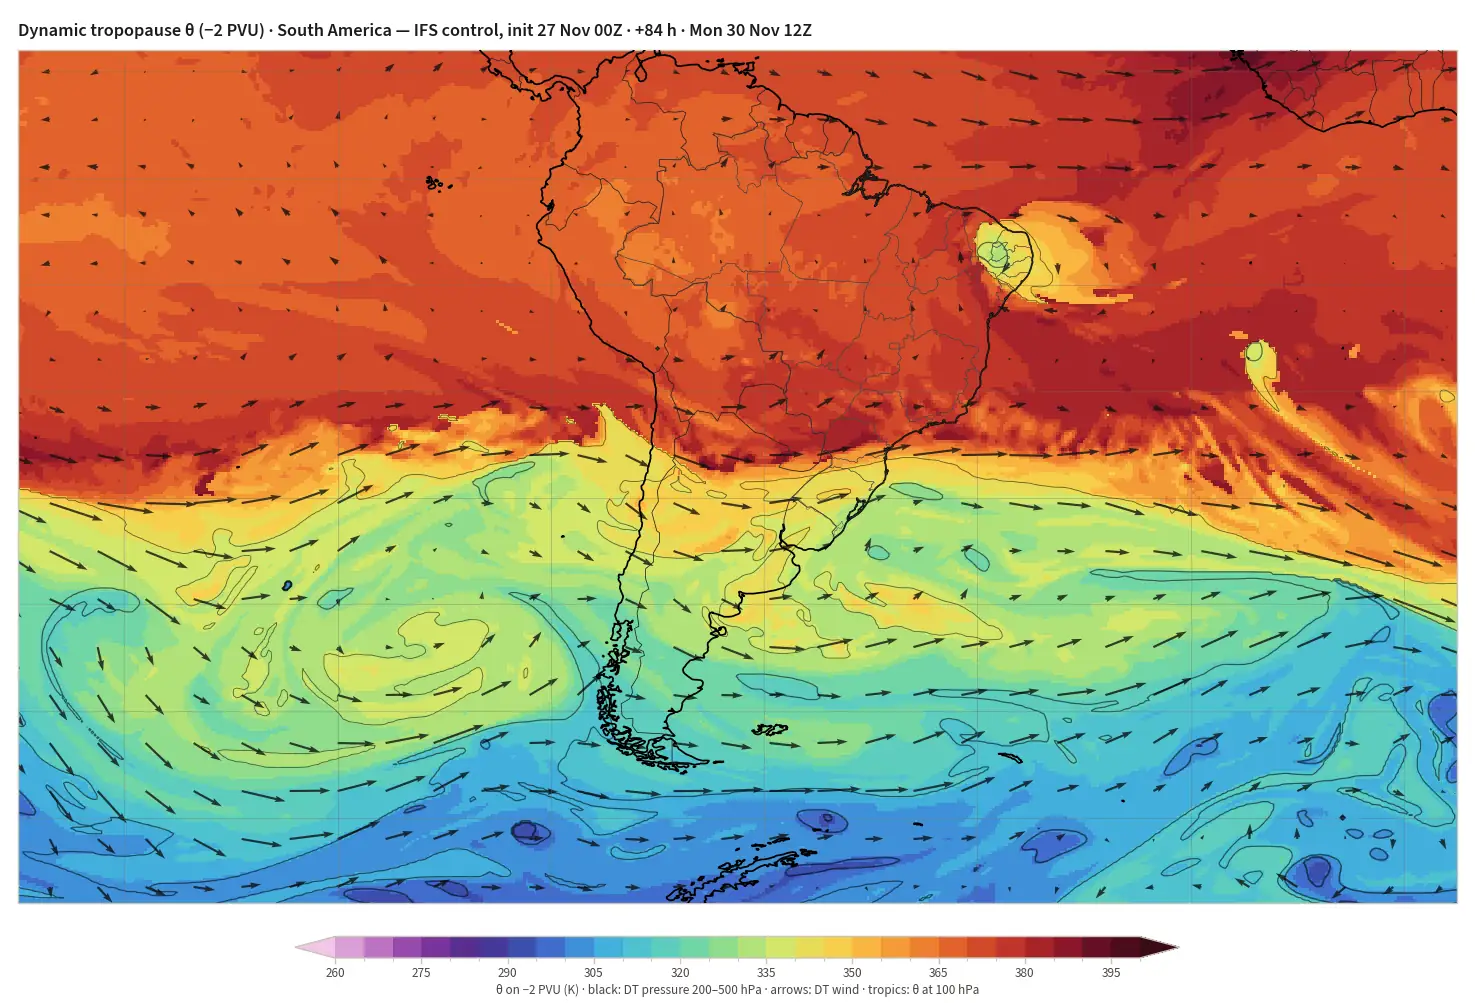 Dynamic tropopause θ (−2 PVU) · South America — IFS control, init 27 Nov 00Z · +84 h · Mon 30 Nov 12Z
260 275 290 305 320 335 350 365 380 395
θ on −2 PVU (K) · black: DT pressure 200–500 hPa · arrows: DT wind · tropics: θ at 100 hPa